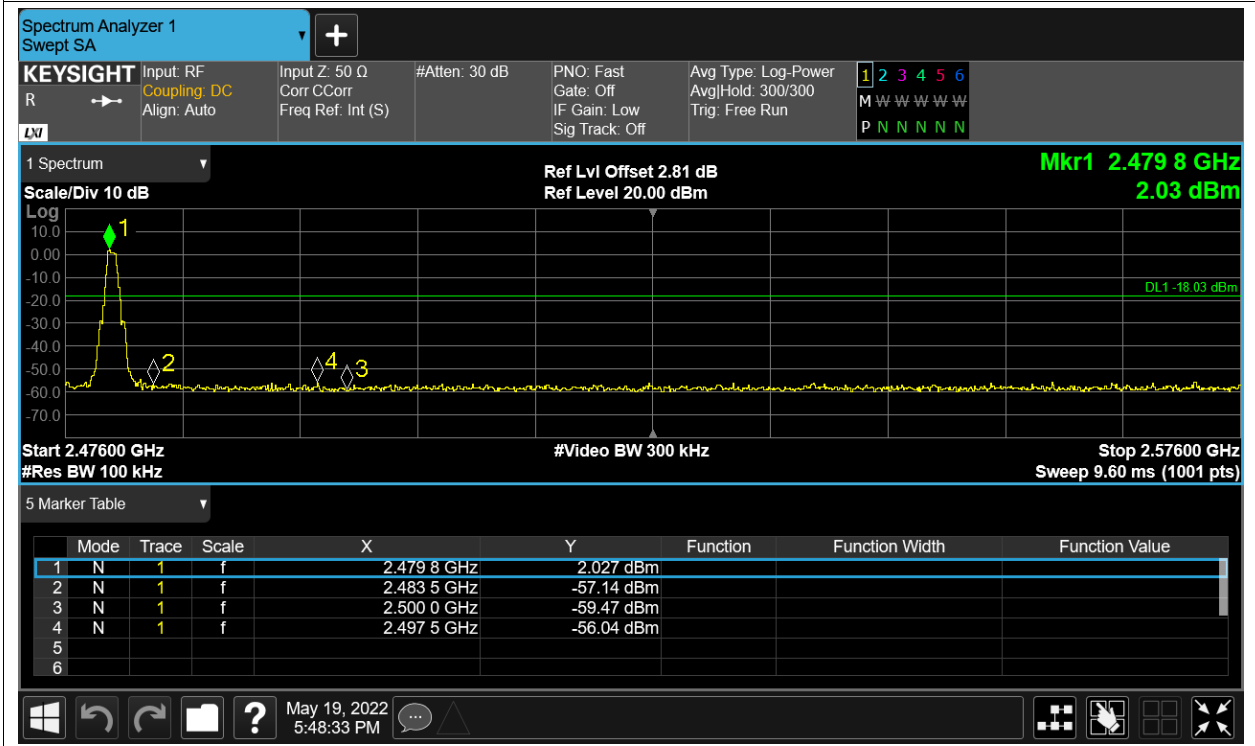 Spectrum Analyzer 1
Swept SA
+
KEYSIGHT Input: RF Input Z: 50 Ω #Atten: 30 dB PNO: Fast Avg Type: Log-Power 1 2 3 4 5 6
R Coupling: DC Corr CCorr Gate: Off Avg|Hold: 300/300 M W W W W W
Align: Auto Freq Ref: Int (S) IF Gain: Low Trig: Free Run
LXI Sig Track: Off P N N N N N
1 Spectrum Ref Lvl Offset 2.81 dB Mkr1 2.479 8 GHz
Scale/Div 10 dB Ref Level 20.00 dBm 2.03 dBm
Log
10.0 1
0.00
-10.0
DL1 -18.03 dBm
-20.0
-30.0
-40.0
-50.0 2 4 3
-60.0
-70.0
Start 2.47600 GHz #Video BW 300 kHz Stop 2.57600 GHz
#Res BW 100 kHz Sweep 9.60 ms (1001 pts)
5 Marker Table
Mode Trace Scale X Y Function Function Width Function Value
1 N 1 f 2.479 8 GHz 2.027 dBm
2 N 1 f 2.483 5 GHz -57.14 dBm
3 N 1 f 2.500 0 GHz -59.47 dBm
4 N 1 f 2.497 5 GHz -56.04 dBm
5
6
? May 19, 2022
5:48:33 PM